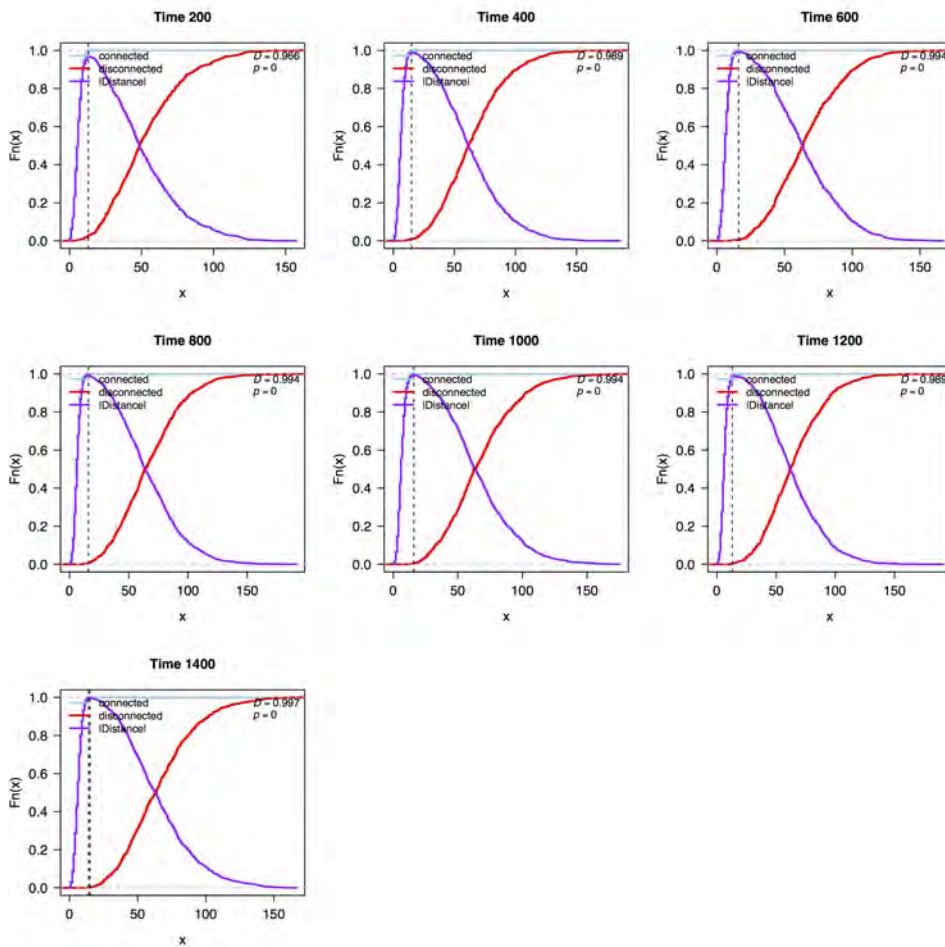 Time 200
Time 400
Time 600
Fn(x)
1.0
0.8
0.6
0.4
0.2
0.0
connected
disconnected
|Distance|
D = 0.966
p = 0
0
50
100
150
x
Fn(x)
1.0
0.8
0.6
0.4
0.2
0.0
connected
disconnected
|Distance|
D = 0.989
p = 0
0
50
100
150
x
Fn(x)
1.0
0.8
0.6
0.4
0.2
0.0
connected
disconnected
|Distance|
D = 0.994
p = 0
0
50
100
150
x
Time 800
Time 1000
Time 1200
Fn(x)
1.0
0.8
0.6
0.4
0.2
0.0
connected
disconnected
|Distance|
D = 0.994
p = 0
0
50
100
150
x
Fn(x)
1.0
0.8
0.6
0.4
0.2
0.0
connected
disconnected
|Distance|
D = 0.994
p = 0
0
50
100
150
x
Fn(x)
1.0
0.8
0.6
0.4
0.2
0.0
connected
disconnected
|Distance|
D = 0.989
p = 0
0
50
100
150
x
Time 1400
Fn(x)
1.0
0.8
0.6
0.4
0.2
0.0
connected
disconnected
|Distance|
D = 0.997
p = 0
0
50
100
150
x